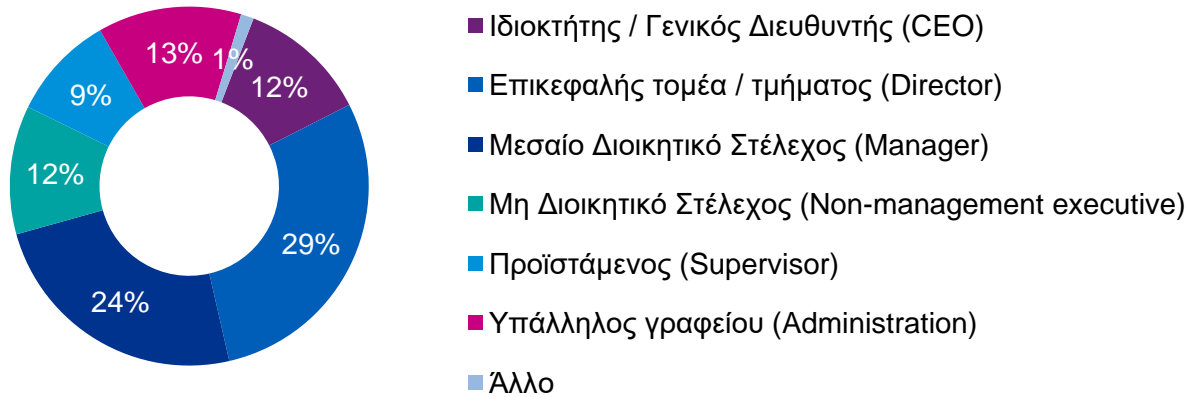 13%
1%
12%
9%
12%
29%
24%
Ιδιοκτήτης / Γενικός Διευθυντής (CEO)
Επικεφαλής τομέα / τμήματος (Director)
Μεσαίο Διοικητικό Στέλεχος (Manager)
Μη Διοικητικό Στέλεχος (Non-management executive)
Προϊστάμενος (Supervisor)
Υπάλληλος γραφείου (Administration)
Άλλο